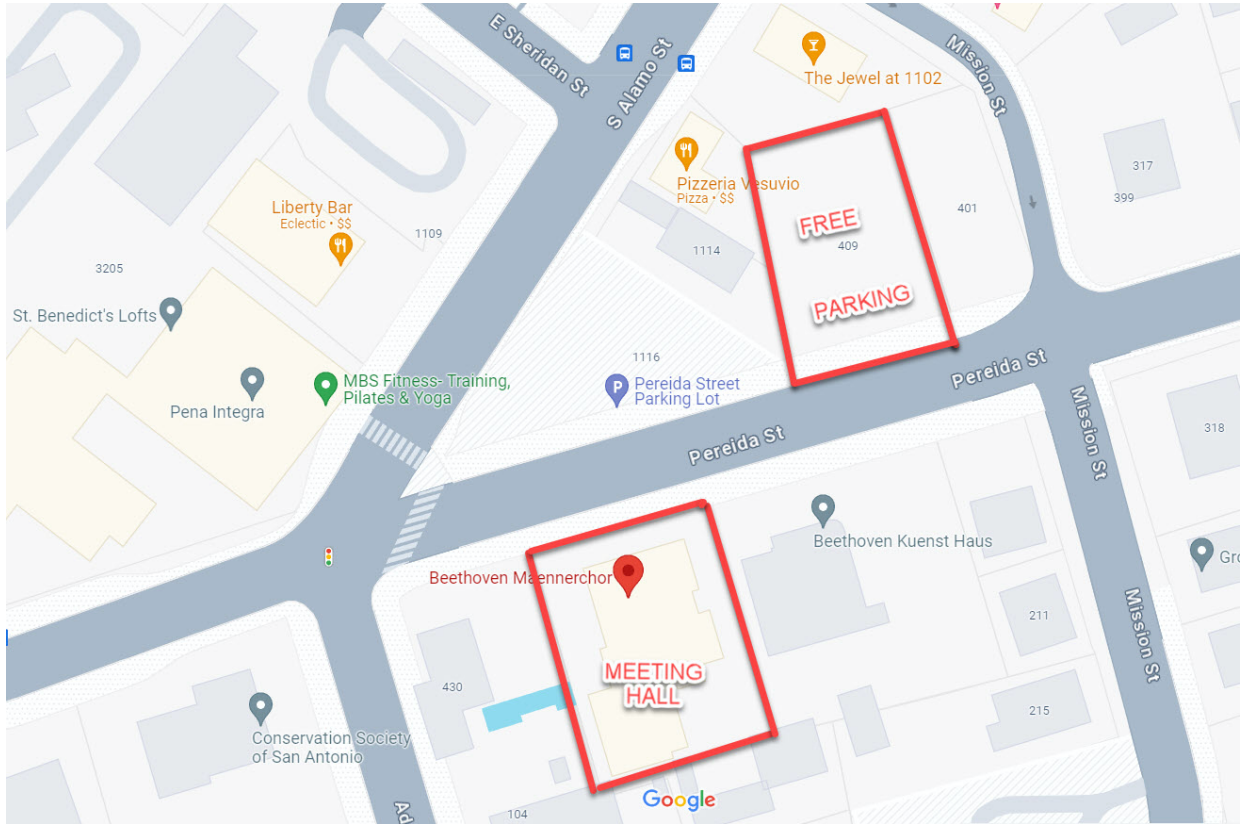 E Sheridan St
S Alamo St
Mission St
The Jewel at 1102
317
399
Pizzeria Vesuvio
Pizza • $$
Liberty Bar
Eclectic • $$
1109
401
FREE
409
1114
3205
PARKING
St. Benedict's Lofts
1116
Pereida St
MBS Fitness- Training,
Pilates & Yoga
P
Pereida Street
Parking Lot
Pena Integra
Mission St
318
Pereida St
Beethoven Kuenst Haus
Gro
Beethoven Maennerchor
211
Mission St
430
MEETING
HALL
215
Conservation Society
of San Antonio
Google
104
Ad